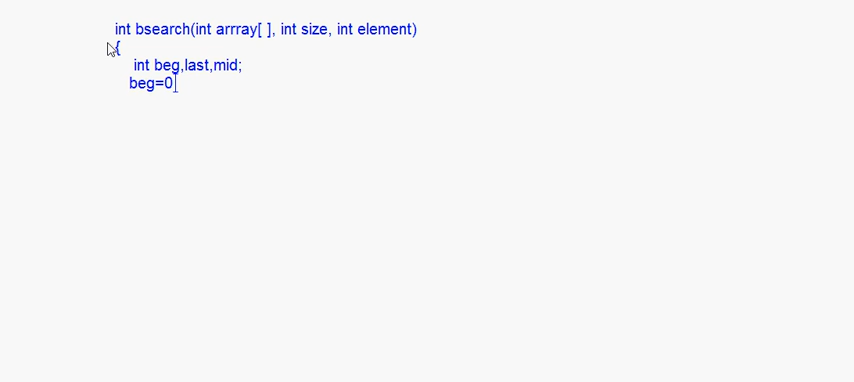 int bsearch(int arrray[ ], int size, int element)
{
int beg,last,mid;
beg=0